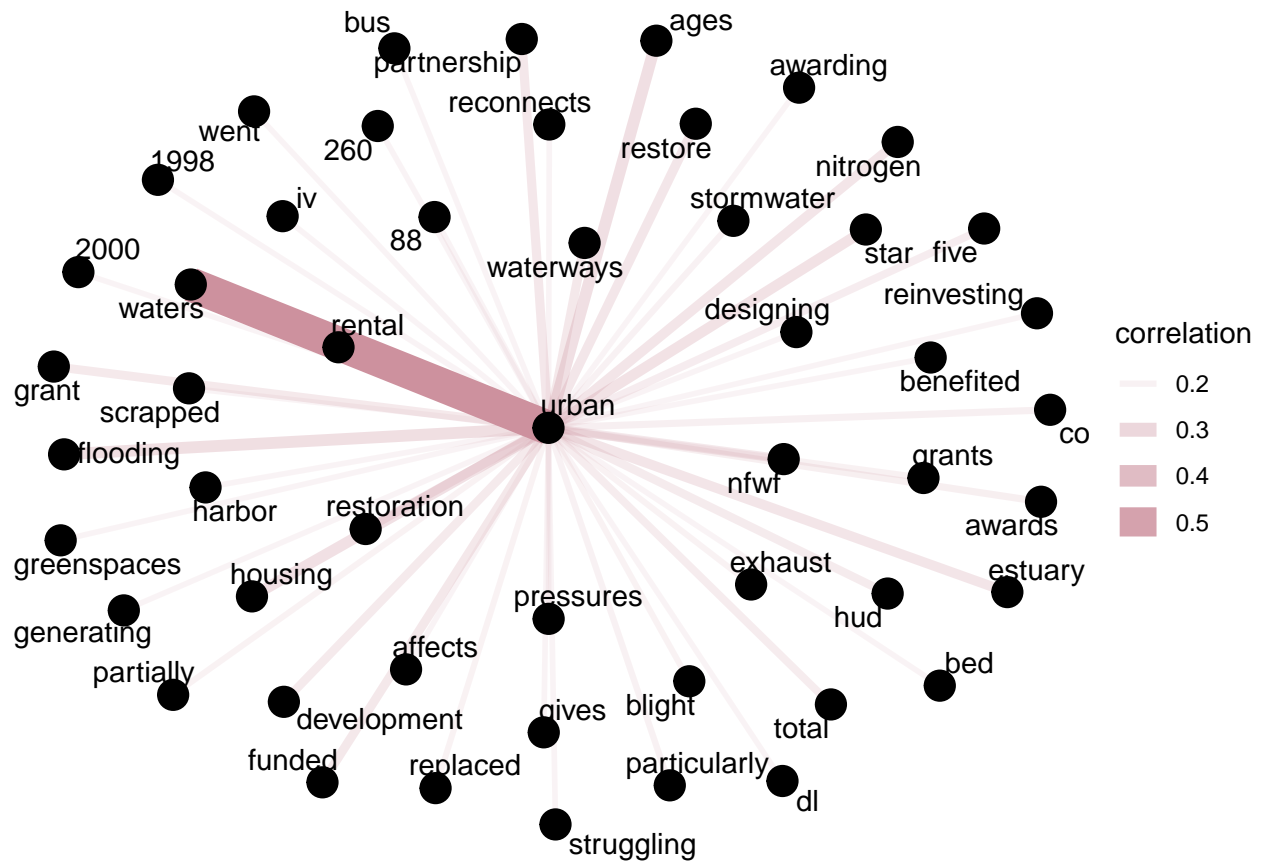 bus
ages
partnership
awarding
reconnects
went
260
restore
nitrogen
1998
iv
stormwater
88
2000
waterways
star
five
waters
reinvesting
designing
rental
correlation
grant
benefited
0.2
scrapped
urban
co
0.3
flooding
grants
nfwf
0.4
harbor
restoration
awards
0.5
greenspaces
housing
exhaust
estuary
pressures
generating
hud
affects
bed
partially
blight
development
gives
total
funded
replaced
particularly
dl
struggling